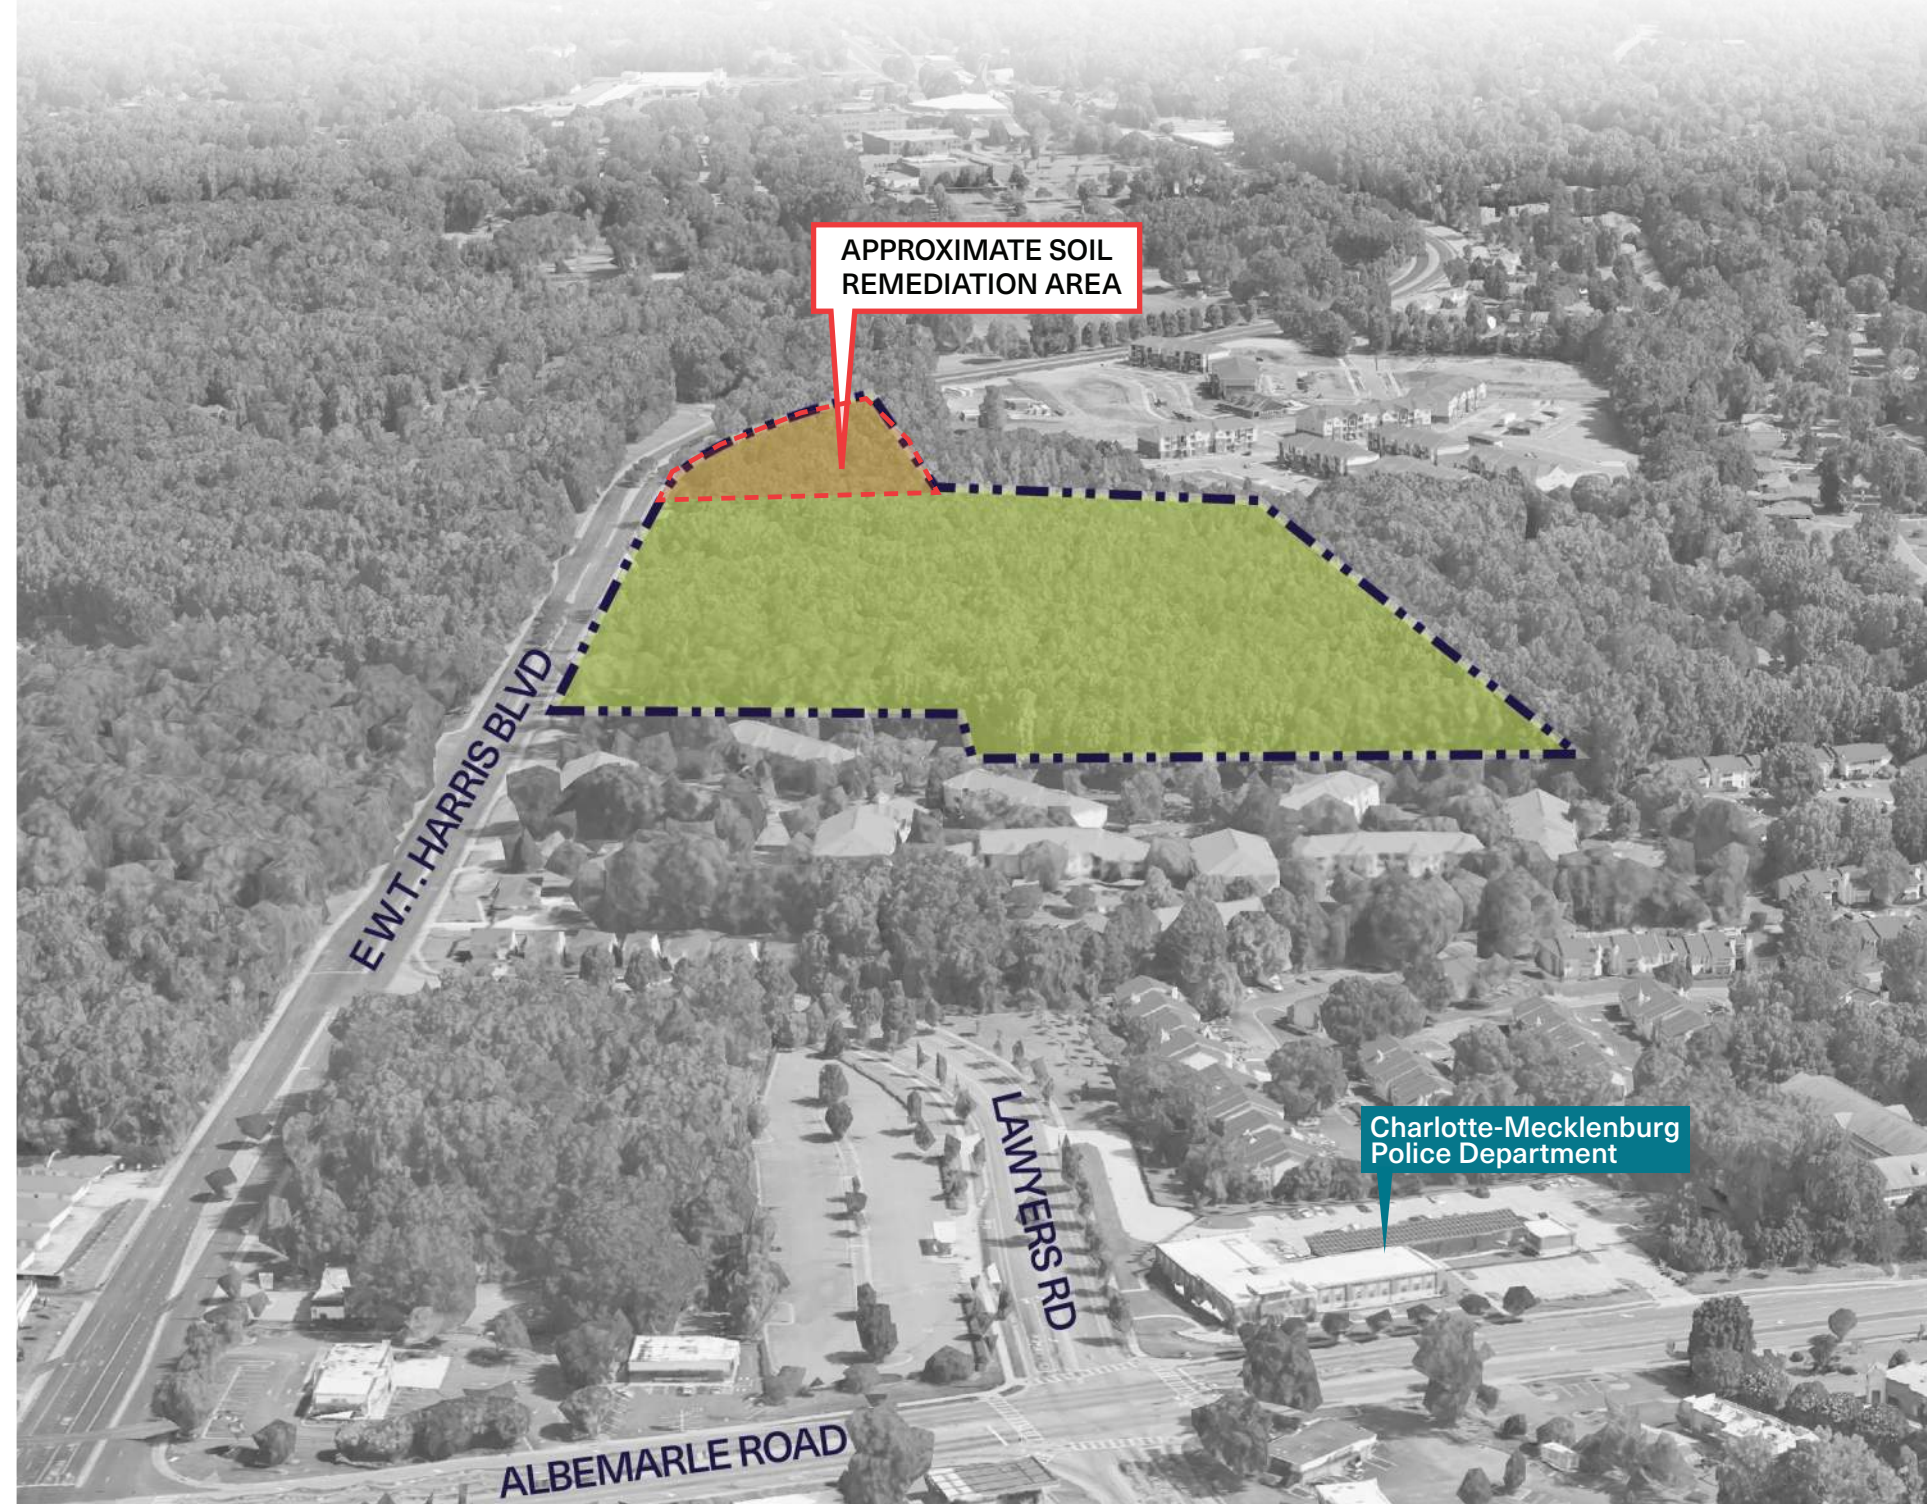 APPROXIMATE SOIL
REMEDIATION AREA
E W.T. HARRIS BLVD
LAWYERS RD
Charlotte-Mecklenburg
Police Department
ALBEMARLE ROAD